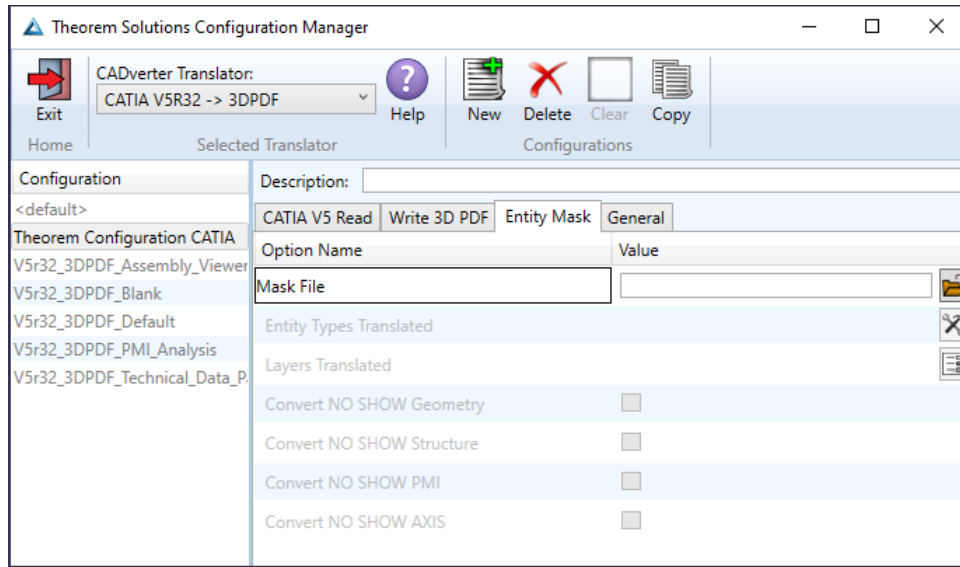 Theorem Solutions Configuration Manager
CADverter Translator:
CATIA V5R32 -> 3DPDF
Exit
Help
New
Delete
Clear
Copy
Home
Selected Translator
Configurations
Configuration
Description:
<default>
CATIA V5 Read
Write 3D PDF
Entity Mask
General
Theorem Configuration CATIA
Option Name
Value
V5r32_3DPDF_Assembly_Viewer
Mask File
V5r32_3DPDF_Blank
V5r32_3DPDF_Default
Entity Types Translated
V5r32_3DPDF_PMI_Analysis
Layers Translated
V5r32_3DPDF_Technical_Data_P
Convert NO SHOW Geometry
Convert NO SHOW Structure
Convert NO SHOW PMI
Convert NO SHOW AXIS